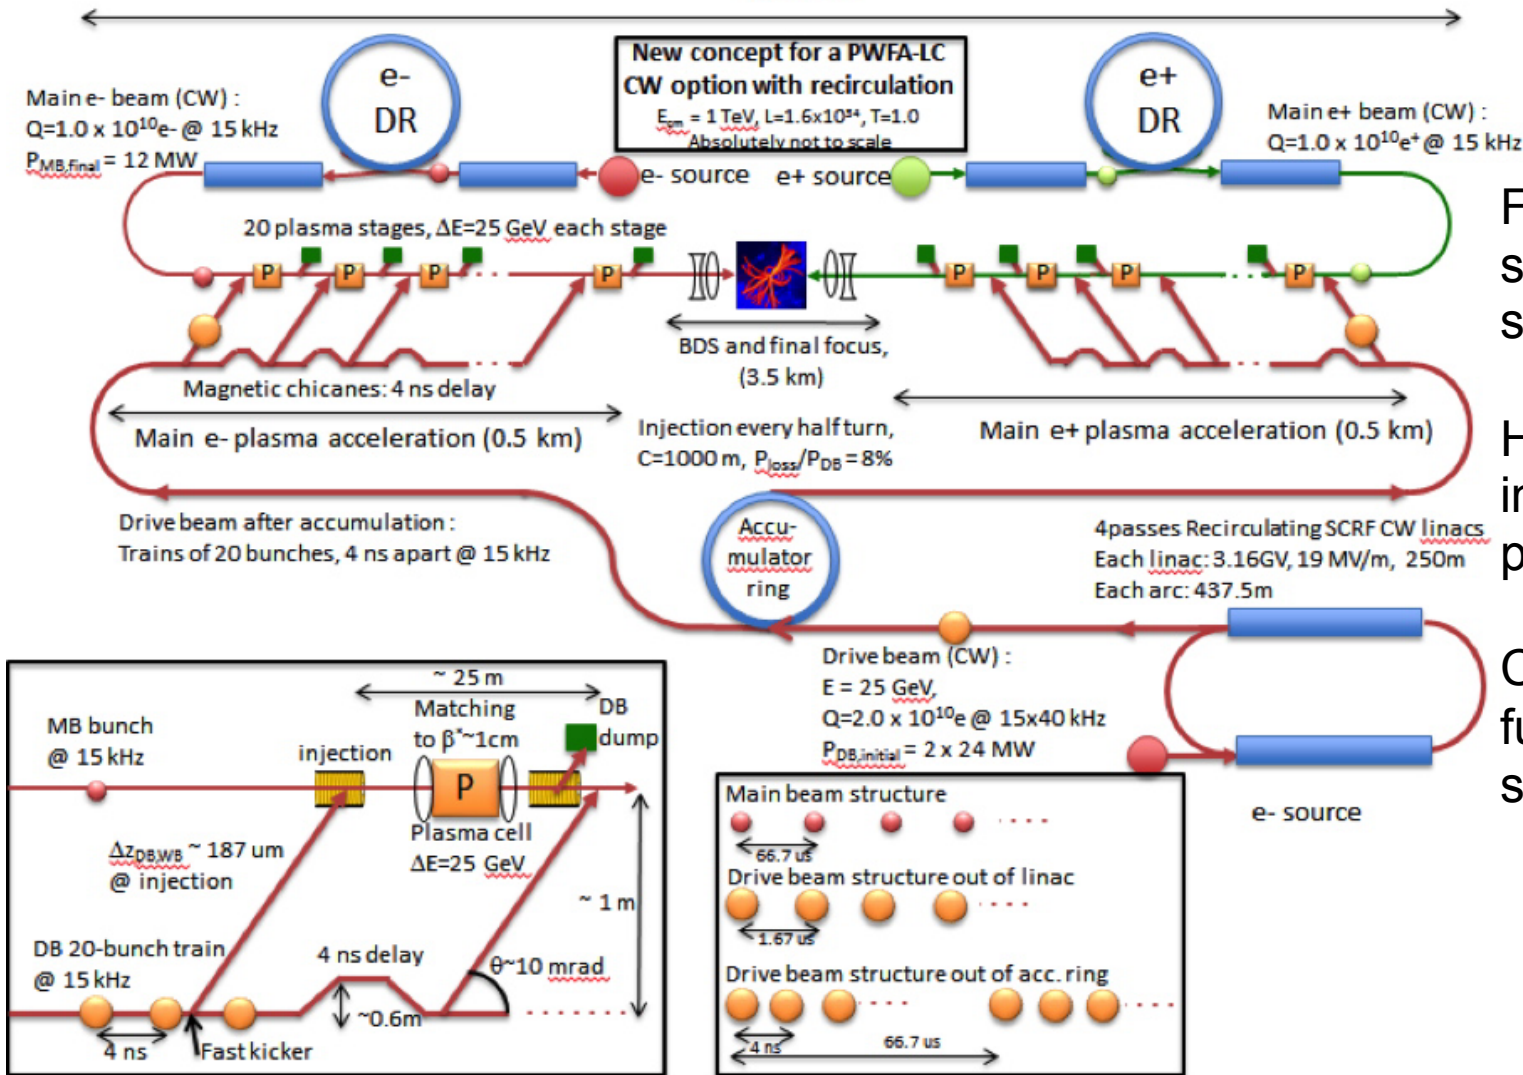 New concept for a PWFA-LC
CW option with recirculation
E_cm = 1 TeV, L=1.6x10³⁴, T=1.0
Absolutely not to scale
e-
DR
e+
DR
Main e- beam (CW) :
Q=1.0 x 10¹⁰e- @ 15 kHz
P_MB,final = 12 MW
Main e+ beam (CW) :
Q=1.0 x 10¹⁰e⁺ @ 15 kHz
e- source
e+ source
20 plasma stages, ΔE=25 GeV each stage
P
P
P
P
P
P
P
P
BDS and final focus,
(3.5 km)
Magnetic chicanes: 4 ns delay
Main e- plasma acceleration (0.5 km)
Main e+ plasma acceleration (0.5 km)
Injection every half turn,
C=1000 m, P_loss/P_DB = 8%
Drive beam after accumulation :
Trains of 20 bunches, 4 ns apart @ 15 kHz
Accu-
mulator
ring
4passes Recirculating SCRF CW linacs
Each linac: 3.16GV, 19 MV/m, 250m
Each arc: 437.5m
Drive beam (CW) :
E = 25 GeV,
Q=2.0 x 10¹⁰e @ 15x40 kHz
P_DB,initial = 2 x 24 MW
e- source
~ 25 m
MB bunch
@ 15 kHz
injection
Matching
to β*~1cm
DB
dump
P
Plasma cell
ΔE=25 GeV
Δz_DB,WB ~ 187 um
@ injection
~ 1 m
DB 20-bunch train
@ 15 kHz
4 ns delay
θ~10 mrad
~0.6m
4 ns
Fast kicker
Main beam structure
66.7 us
Drive beam structure out of linac
1.67 us
Drive beam structure out of acc. ring
4 ns
66.7 us